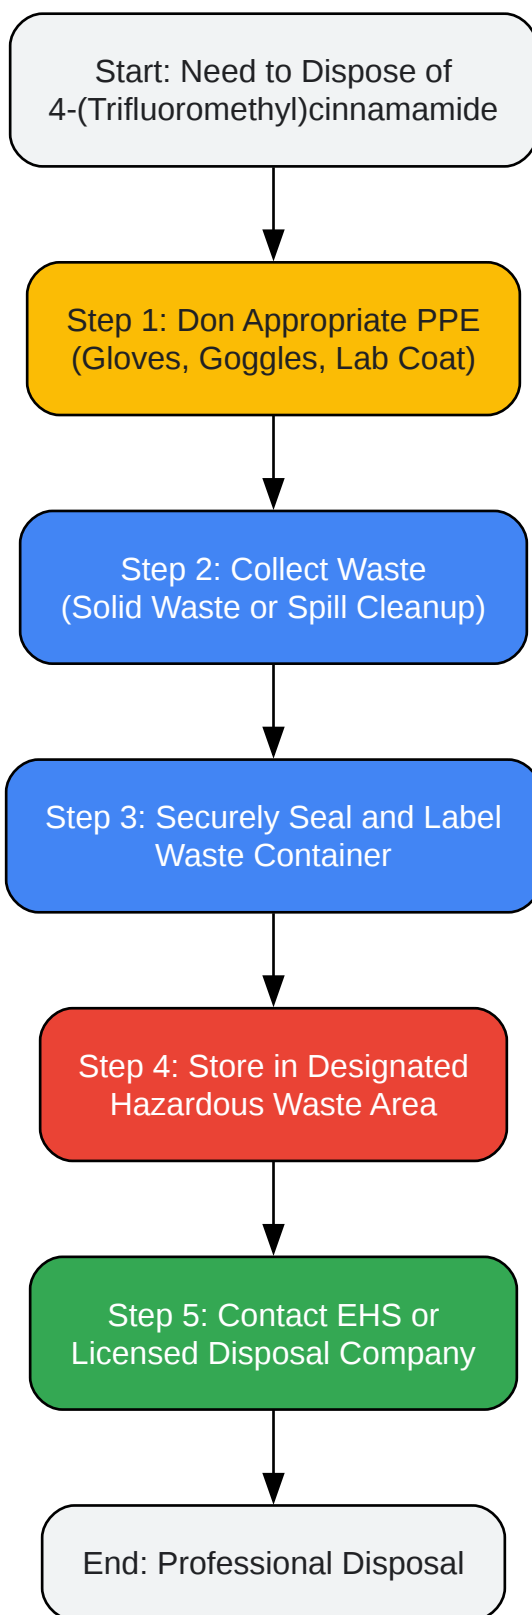 Start: Need to Dispose of
4-(Trifluoromethyl)cinnamamide
Step 1: Don Appropriate PPE
(Gloves, Goggles, Lab Coat)
Step 2: Collect Waste
(Solid Waste or Spill Cleanup)
Step 3: Securely Seal and Label
Waste Container
Step 4: Store in Designated
Hazardous Waste Area
Step 5: Contact EHS or
Licensed Disposal Company
End: Professional Disposal